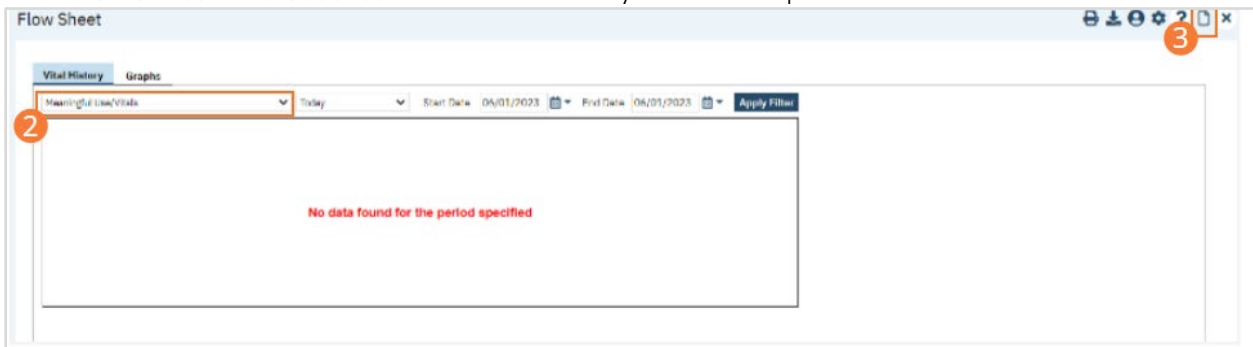 Flow Sheet
?
3
Vital History Graphs
Meaningful Use/Vitals Today Start Date 06/01/2023 End Date 06/01/2023 Apply Filter
2
No data found for the period specified